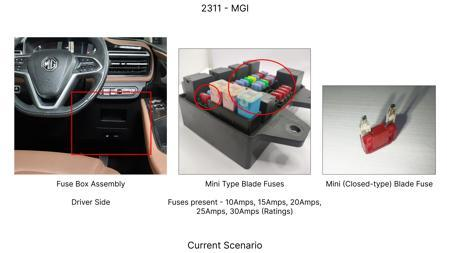 2311 - MGI
MG
Fuse Box Assembly
Driver Side
Mini Type Blade Fuses
Fuses present - 10Amps, 15Amps, 20Amps,
25Amps, 30Amps (Ratings)
Mini (Closed-type) Blade Fuse
Current Scenario